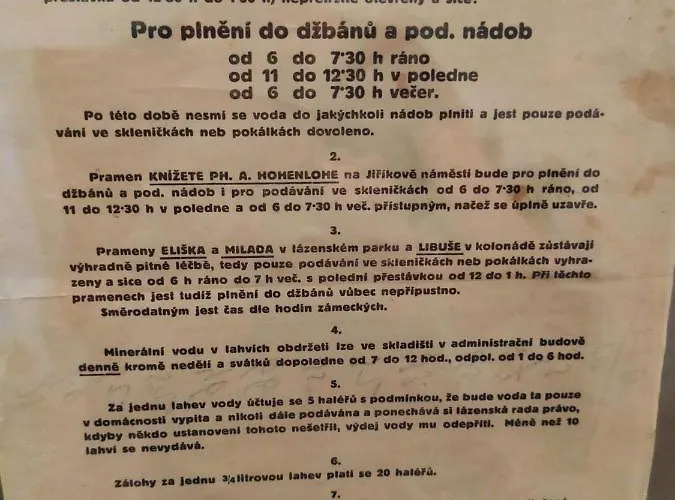 Pro plnění do džbánů a pod. nádob
od 6 do 7·30 h ráno
od 11 do 12·30 h v poledne
od 6 do 7·30 h večer.
Po této době nesmí se voda do jakýchkoli nádob plniti a jest pouze podá-
vání ve skleničkách neb pokálkách dovoleno.
2.
Pramen KNÍŽETE PH. A. HOHENLOHE na Jiříkově náměstí bude pro plnění do
džbánů a pod. nádob i pro podávání ve skleničkách od 6 do 7·30 h ráno, od
11 do 12·30 h v poledne a od 6 do 7·30 h več. přístupným, načež se úplně uzavře.
3.
Prameny ELIŠKA a MILADA v lázenském parku a LIBUŠE v kolonádě zůstávají
výhradně pitné léčbě, tedy pouze podávání ve skleničkách neb pokálkách vyhra-
zeny a sice od 6 h ráno do 7 h več. s polední přestávkou od 12 do 1 h. Při těchto
pramenech jest tudíž plnění do džbánů vůbec nepřípustno.
Směrodatným jest čas dle hodin zámeckých.
4.
Minerální vodu v lahvích obdržeti lze ve skladišti v administrační budově
denně kromě neděli a svátků dopoledne od 7 do 12 hod., odpol. od 1 do 6 hod.
5.
Za jednu lahev vody účtuje se 5 haléřů s podmínkou, že bude voda ta pouze
v domácnosti vypita a nikoli dále podávána a ponechává si lázenská rada právo,
kdyby někdo ustanovení tohoto nešetřil, výdej vody mu odepříti. Méně než 10
lahví se nevydává.
6.
Zálohy za jednu ¾ litrovou lahev platí se 20 haléřů.
7.